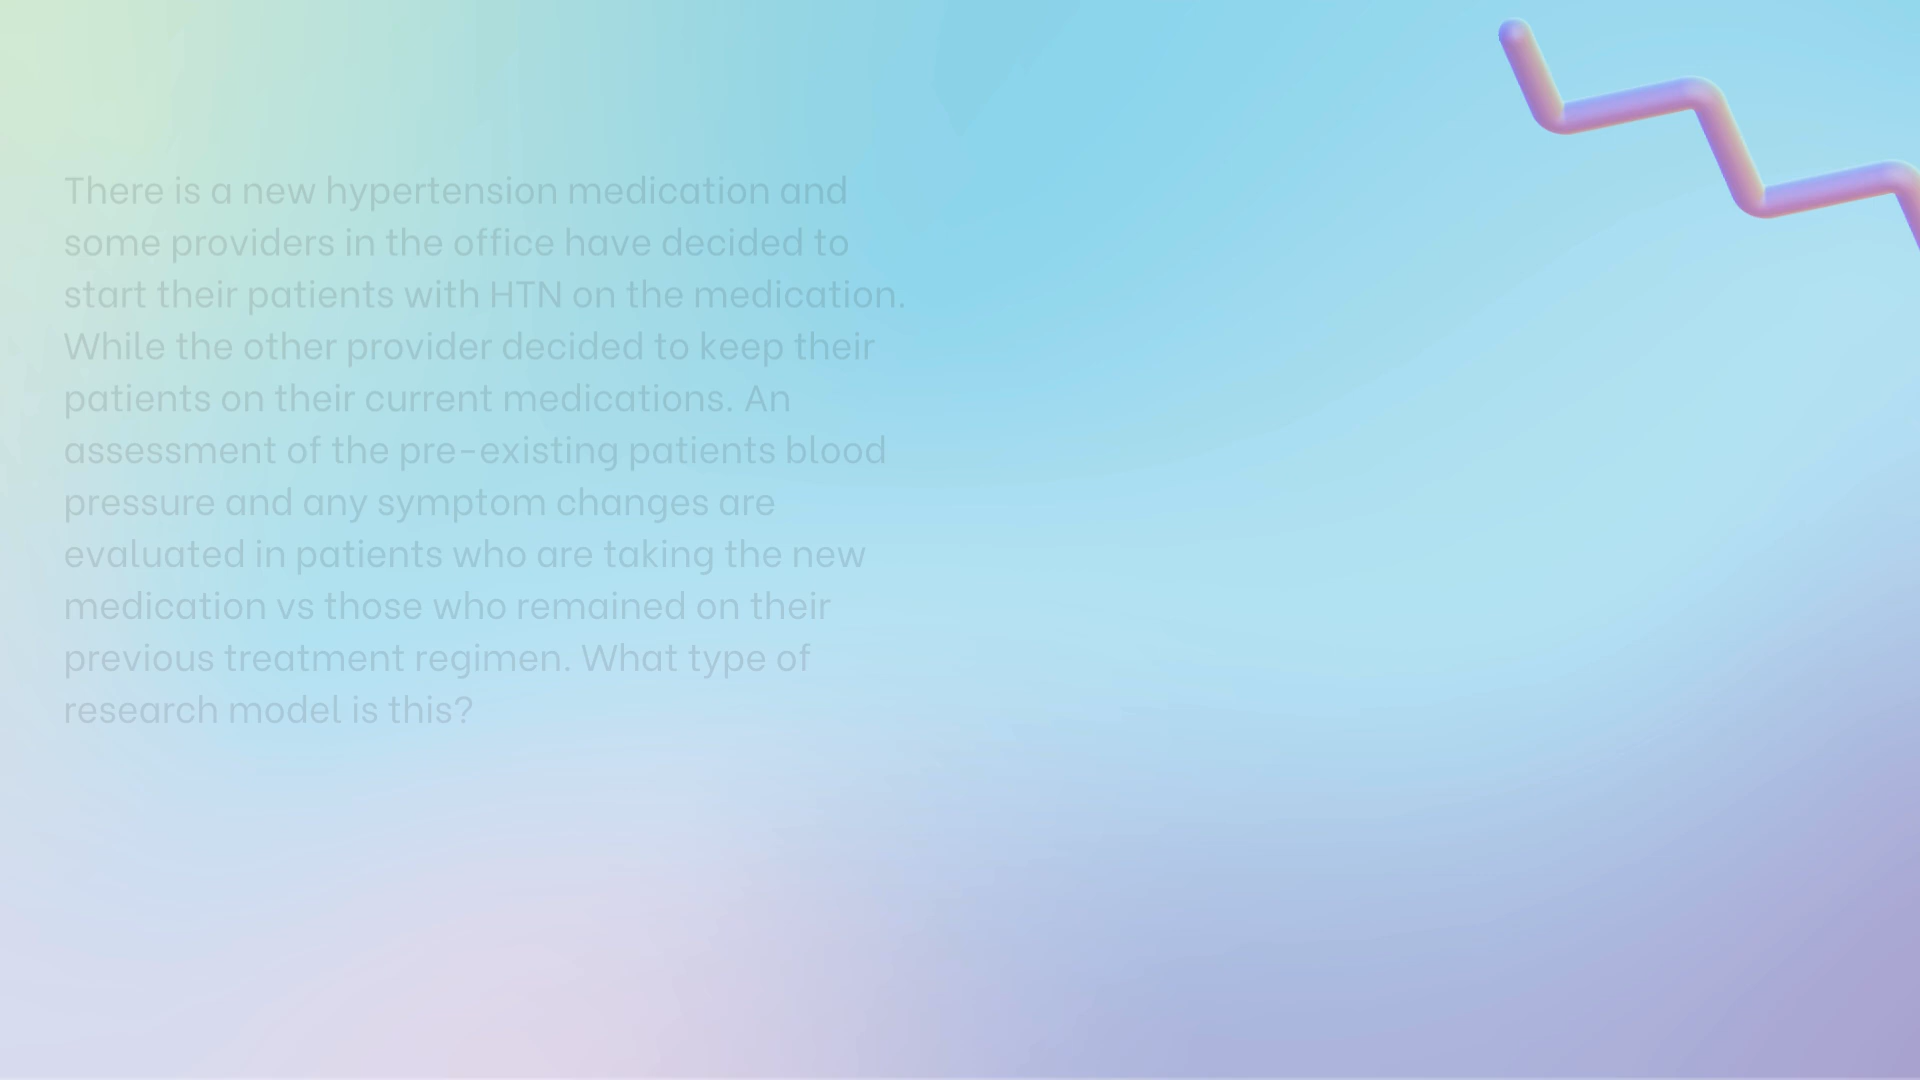 There is a new hypertension medication and
some providers in the office have decided to
start their patients with HTN on the medication.
While the other provider decided to keep their
patients on their current medications. An
assessment of the pre-existing patients blood
pressure and any symptom changes are
evaluated in patients who are taking the new
medication vs those who remained on their
previous treatment regimen. What type of
research model is this?